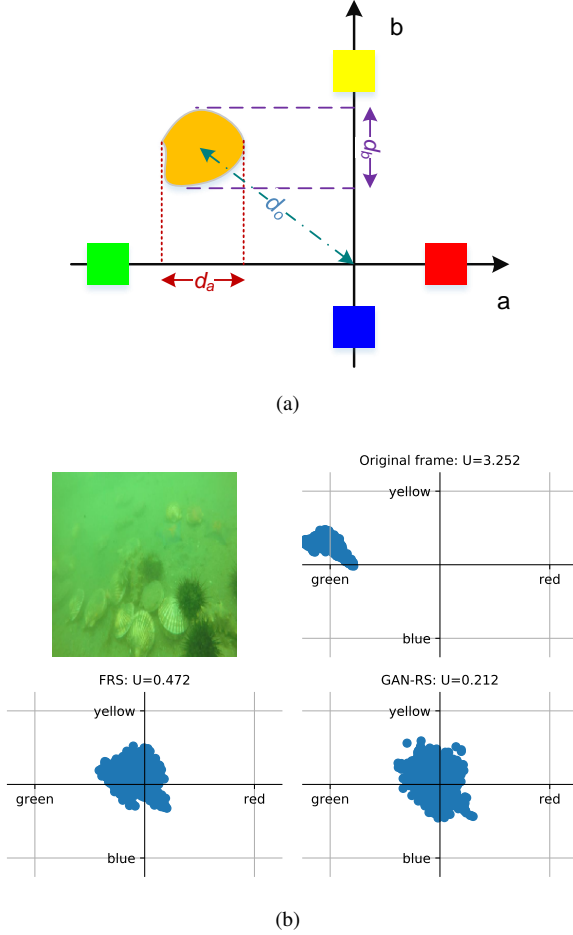 b
d_b
d_o
d_a
a
(a)
Original frame: U=3.252
yellow
green
red
blue
FRS: U=0.472
GAN-RS: U=0.212
yellow
yellow
green
red
green
red
blue
blue
(b)